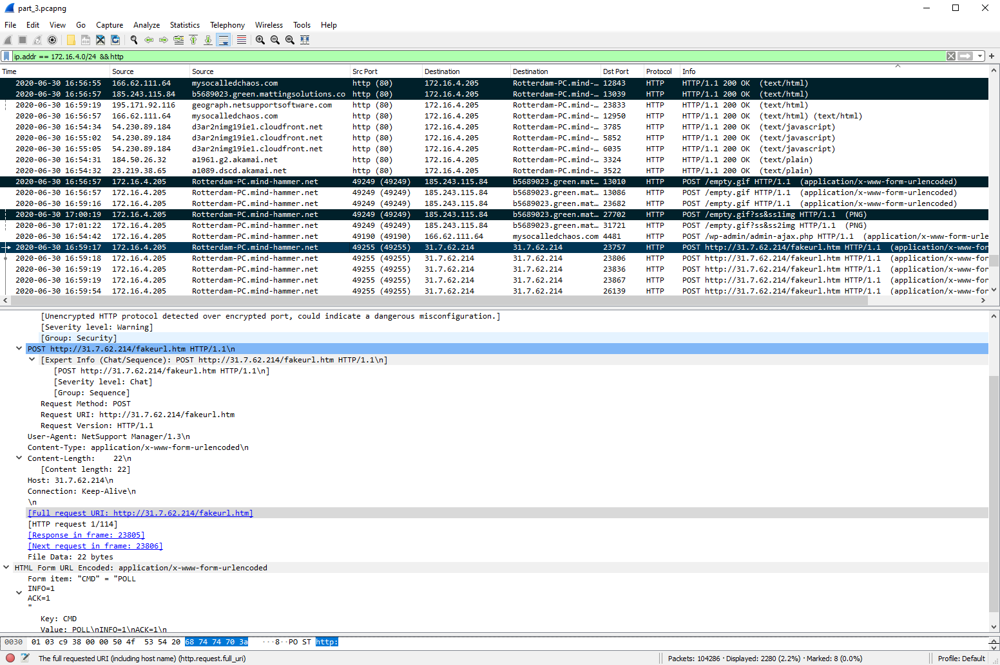 part_3.pcapng
File Edit View Go Capture Analyze Statistics Telephony Wireless Tools Help
ip.addr == 172.16.4.0/24 &&http
Time Source Source Src Port Destination Destination Dst Port Protocol Info
2020-06-30 16:56:55 166.62.111.64 mysocalledchaos.com http (80) 172.16.4.205 Rotterdam-PC.mind-… 12843 HTTP HTTP/1.1 200 OK (text/html)
2020-06-30 16:56:57 185.243.115.84 b5689023.green.mattingsolutions.co http (80) 172.16.4.205 Rotterdam-PC.mind-… 13039 HTTP HTTP/1.1 200 OK (text/html)
2020-06-30 16:59:19 195.171.92.116 geograph.netsupportsoftware.com http (80) 172.16.4.205 Rotterdam-PC.mind-… 23833 HTTP HTTP/1.1 200 OK (text/html)
2020-06-30 16:56:57 166.62.111.64 mysocalledchaos.com http (80) 172.16.4.205 Rotterdam-PC.mind-… 12950 HTTP HTTP/1.1 200 OK (text/html) (text/html)
2020-06-30 16:54:34 54.230.89.184 d3ar2nimg19ie1.cloudfront.net http (80) 172.16.4.205 Rotterdam-PC.mind-… 3785 HTTP HTTP/1.1 200 OK (text/javascript)
2020-06-30 16:55:02 54.230.89.184 d3ar2nimg19ie1.cloudfront.net http (80) 172.16.4.205 Rotterdam-PC.mind-… 5852 HTTP HTTP/1.1 200 OK (text/javascript)
2020-06-30 16:55:05 54.230.89.184 d3ar2nimg19ie1.cloudfront.net http (80) 172.16.4.205 Rotterdam-PC.mind-… 6035 HTTP HTTP/1.1 200 OK (text/javascript)
2020-06-30 16:54:31 184.50.26.32 a1961.g2.akamai.net http (80) 172.16.4.205 Rotterdam-PC.mind-… 3324 HTTP HTTP/1.1 200 OK (text/plain)
2020-06-30 16:54:32 23.219.38.65 a1089.dscd.akamai.net http (80) 172.16.4.205 Rotterdam-PC.mind-… 3522 HTTP HTTP/1.1 200 OK (text/plain)
2020-06-30 16:56:57 172.16.4.205 Rotterdam-PC.mind-hammer.net 49249 (49249) 185.243.115.84 b5689023.green.mat… 13010 HTTP POST /empty.gif HTTP/1.1 (application/x-www-form-urlencoded)
2020-06-30 16:56:57 172.16.4.205 Rotterdam-PC.mind-hammer.net 49249 (49249) 185.243.115.84 b5689023.green.mat… 13086 HTTP POST /empty.gif HTTP/1.1 (application/x-www-form-urlencoded)
2020-06-30 16:59:16 172.16.4.205 Rotterdam-PC.mind-hammer.net 49249 (49249) 185.243.115.84 b5689023.green.mat… 23682 HTTP POST /empty.gif HTTP/1.1 (application/x-www-form-urlencoded)
2020-06-30 17:00:19 172.16.4.205 Rotterdam-PC.mind-hammer.net 49249 (49249) 185.243.115.84 b5689023.green.mat… 27702 HTTP POST /empty.gif?ss&ss1img HTTP/1.1 (PNG)
2020-06-30 17:01:22 172.16.4.205 Rotterdam-PC.mind-hammer.net 49249 (49249) 185.243.115.84 b5689023.green.mat… 31721 HTTP POST /empty.gif?ss&ss2img HTTP/1.1 (PNG)
2020-06-30 16:54:42 172.16.4.205 Rotterdam-PC.mind-hammer.net 49190 (49190) 166.62.111.64 mysocalledchaos.com 4481 HTTP POST /wp-admin/admin-ajax.php HTTP/1.1 (application/x-www-form-urle
2020-06-30 16:59:17 172.16.4.205 Rotterdam-PC.mind-hammer.net 49255 (49255) 31.7.62.214 31.7.62.214 23757 HTTP POST http://31.7.62.214/fakeurl.htm HTTP/1.1 (application/x-www-for
2020-06-30 16:59:18 172.16.4.205 Rotterdam-PC.mind-hammer.net 49255 (49255) 31.7.62.214 31.7.62.214 23806 HTTP POST http://31.7.62.214/fakeurl.htm HTTP/1.1 (application/x-www-for
2020-06-30 16:59:19 172.16.4.205 Rotterdam-PC.mind-hammer.net 49255 (49255) 31.7.62.214 31.7.62.214 23836 HTTP POST http://31.7.62.214/fakeurl.htm HTTP/1.1 (application/x-www-for
2020-06-30 16:59:19 172.16.4.205 Rotterdam-PC.mind-hammer.net 49255 (49255) 31.7.62.214 31.7.62.214 23867 HTTP POST http://31.7.62.214/fakeurl.htm HTTP/1.1 (application/x-www-for
2020-06-30 16:59:54 172.16.4.205 Rotterdam-PC.mind-hammer.net 49255 (49255) 31.7.62.214 31.7.62.214 26139 HTTP POST http://31.7.62.214/fakeurl.htm HTTP/1.1 (application/x-www-for
[Unencrypted HTTP protocol detected over encrypted port, could indicate a dangerous misconfiguration.]
[Severity level: Warning]
[Group: Security]
POST http://31.7.62.214/fakeurl.htm HTTP/1.1\n
[Expert Info (Chat/Sequence): POST http://31.7.62.214/fakeurl.htm HTTP/1.1\n]
[POST http://31.7.62.214/fakeurl.htm HTTP/1.1\n]
[Severity level: Chat]
[Group: Sequence]
Request Method: POST
Request URI: http://31.7.62.214/fakeurl.htm
Request Version: HTTP/1.1
User-Agent: NetSupport Manager/1.3\n
Content-Type: application/x-www-form-urlencoded\n
Content-Length: 22\n
[Content length: 22]
Host: 31.7.62.214\n
Connection: Keep-Alive\n
\n
[Full request URI: http://31.7.62.214/fakeurl.htm]
[HTTP request 1/114]
[Response in frame: 23805]
[Next request in frame: 23806]
File Data: 22 bytes
HTML Form URL Encoded: application/x-www-form-urlencoded
Form item: "CMD" = "POLL
INFO=1
ACK=1
"
Key: CMD
Value: POLL\nINFO=1\nACK=1\n
0030 01 03 c9 38 00 00 50 4f 53 54 20 68 74 74 70 3a ···8··PO ST http:
The full requested URI (including host name) (http.request.full_uri) Packets: 104286 · Displayed: 2280 (2.2%) · Marked: 8 (0.0%) Profile: Default